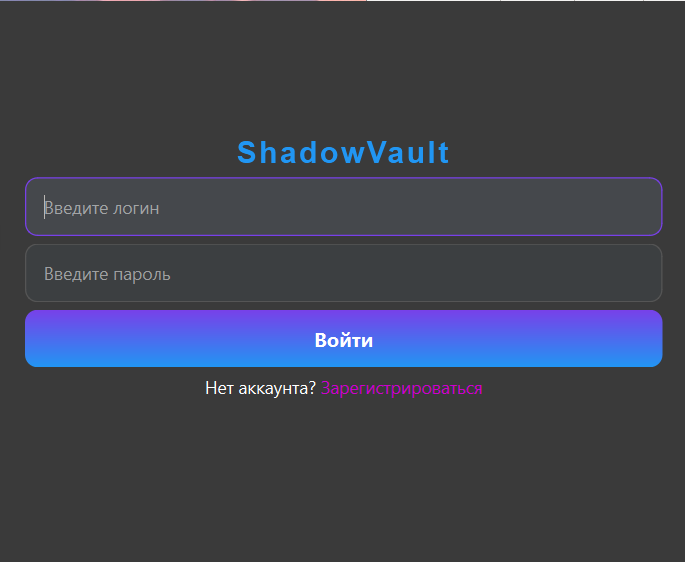 ShadowVault
Введите логин
Введите пароль
Войти
Нет аккаунта? Зарегистрироваться